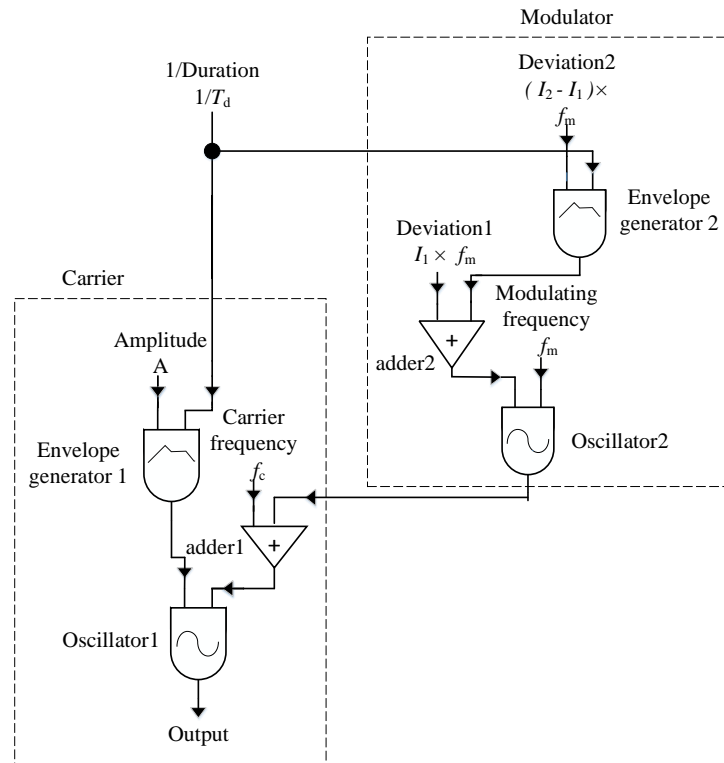 Modulator
1/Duration
1/Td
Deviation2
( I2 - I1 )×
fm
Envelope
generator 2
Deviation1
I1 × fm
Carrier
Modulating
frequency
fm
Amplitude
A
+
adder2
Carrier
frequency
fc
Oscillator2
Envelope
generator 1
adder1
+
Oscillator1
Output